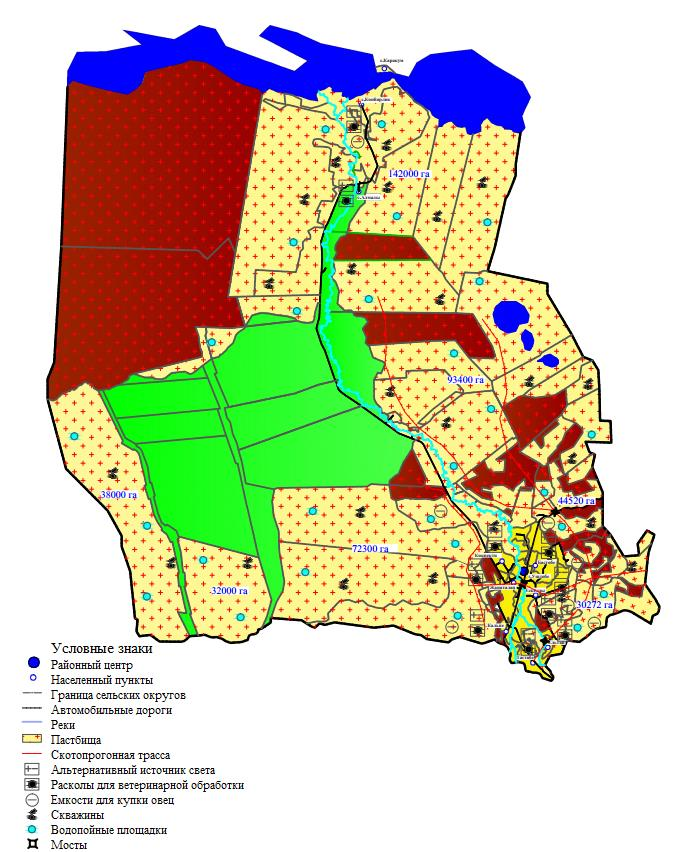 с.Каракум
142000 га
93400 га
38000 га
44520 га
72300 га
32000 га
30272 га
Условные знаки
Районный центр
Населенный пункты
Граница сельских округов
Автомобильные дороги
Реки
Пастбища
Скотопрогонная трасса
Альтернативный источник света
Расколы для ветеринарной обработки
Емкости для купки овец
Скважины
Водопойные площадки
Мосты